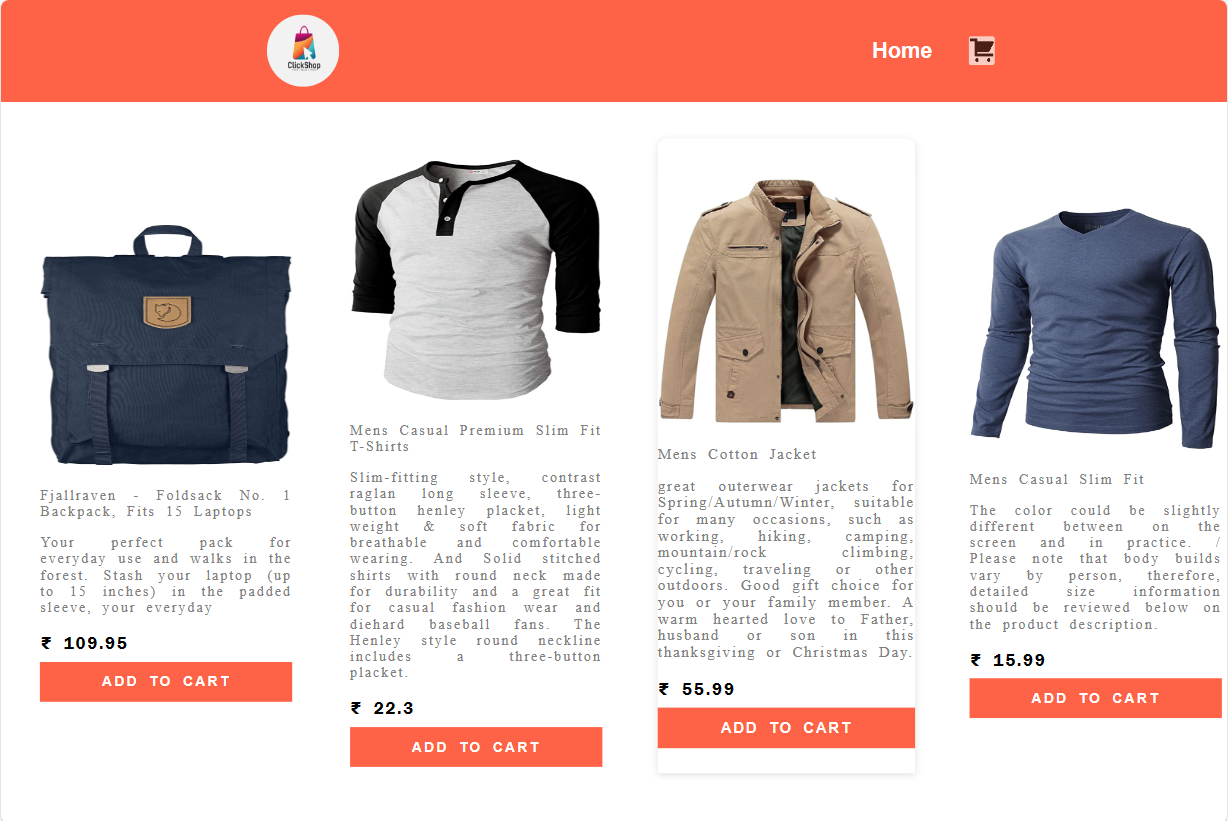 ClickShop
Home
Fjallraven - Foldsack No. 1
Backpack, Fits 15 Laptops
Your perfect pack for
everyday use and walks in the
forest. Stash your laptop (up
to 15 inches) in the padded
sleeve, your everyday
₹ 109.95
ADD TO CART
Mens Casual Premium Slim Fit
T-Shirts
Slim-fitting style, contrast
raglan long sleeve, three-
button henley placket, light
weight & soft fabric for
breathable and comfortable
wearing. And Solid stitched
shirts with round neck made
for durability and a great fit
for casual fashion wear and
diehard baseball fans. The
Henley style round neckline
includes a three-button
placket.
₹ 22.3
ADD TO CART
Mens Cotton Jacket
great outerwear jackets for
Spring/Autumn/Winter, suitable
for many occasions, such as
working, hiking, camping,
mountain/rock climbing,
cycling, traveling or other
outdoors. Good gift choice for
you or your family member. A
warm hearted love to Father,
husband or son in this
thanksgiving or Christmas Day.
₹ 55.99
ADD TO CART
Mens Casual Slim Fit
The color could be slightly
different between on the
screen and in practice. /
Please note that body builds
vary by person, therefore,
detailed size information
should be reviewed below on
the product description.
₹ 15.99
ADD TO CART